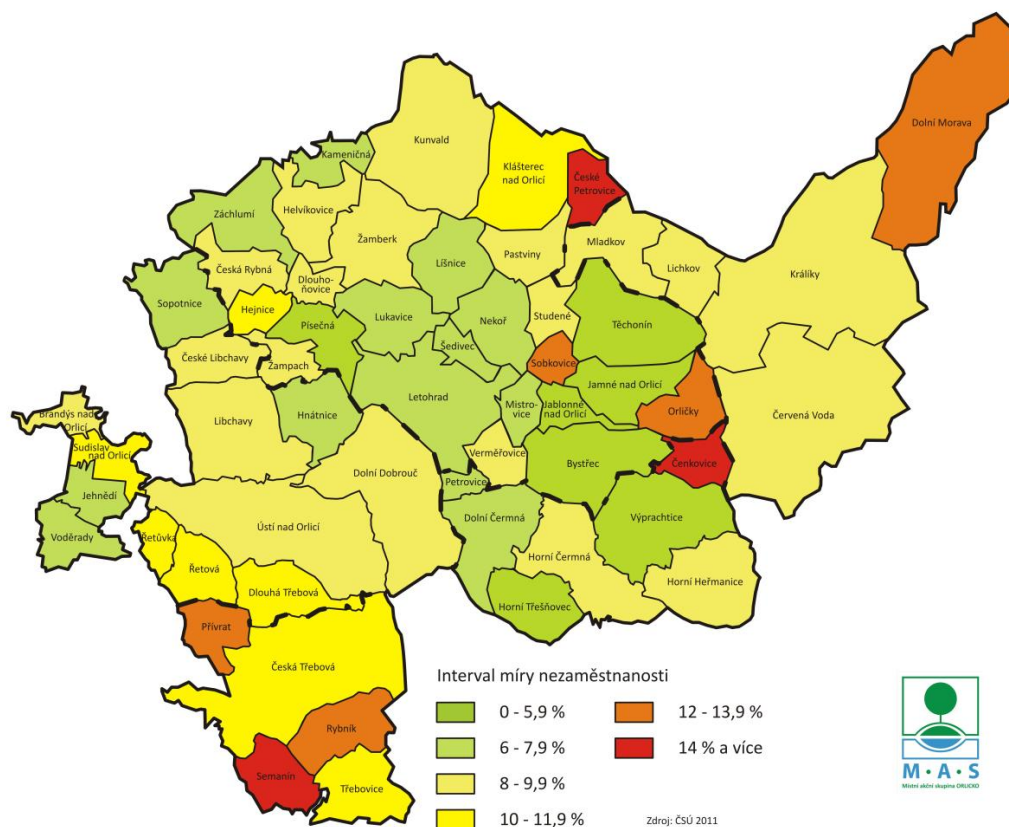 Dolní Morava
Kunvald
Kameničná
Klášterec
nad Orlicí
České
Petrovice
Helvíkovice
Záchlumí
Žamberk
Pastviny
Mladkov
Líšnice
Lichkov
Králíky
Česká Rybná
Dlouho-
ňovice
Sopotnice
Hejnice
Písečná
Lukavice
Nekoř
Studené
Těchonín
Šedivec
České Libchavy
Žampach
Sobkovice
Jamné nad Orlicí
Letohrad
Mistro-
vice
Jablonné
nad Orlicí
Orličky
Červená Voda
Brandýs nad
Orlicí
Libchavy
Hnátnice
Sudislav
nad Orlicí
Verměřovice
Bystřec
Čenkovice
Dolní Dobrouč
Jehnědí
Petrovice
Voděrady
Řetůvka
Ústí nad Orlicí
Dolní Čermná
Výprachtice
Řetová
Horní Čermná
Horní Heřmanice
Dlouhá Třebová
Horní Třešňovec
Přívrat
Česká Třebová
Rybník
Semanín
Třebovice
Interval míry nezaměstnanosti
0 - 5,9 %
6 - 7,9 %
8 - 9,9 %
10 - 11,9 %
12 - 13,9 %
14 % a více
Zdroj: ČSÚ 2011
M · A · S
Místní akční skupina ORLICKO